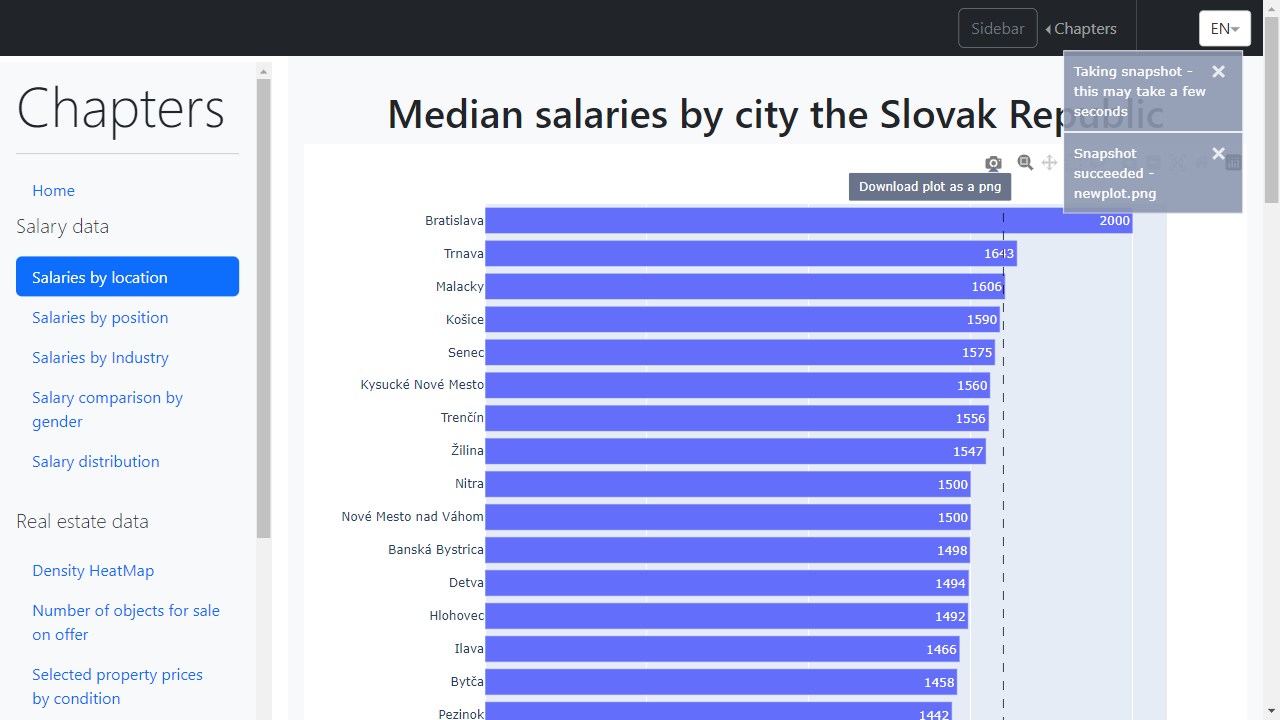 Sidebar
Chapters
EN
Taking snapshot -
this may take a few
seconds
Snapshot
succeeded -
newplot.png
Chapters
Home
Salary data
Salaries by location
Salaries by position
Salaries by Industry
Salary comparison by
gender
Salary distribution
Real estate data
Density HeatMap
Number of objects for sale
on offer
Selected property prices
by condition
Median salaries by city the Slovak Republic
Download plot as a png
Bratislava 2000
Trnava 1643
Malacky 1606
Košice 1590
Senec 1575
Kysucké Nové Mesto 1560
Trenčín 1556
Žilina 1547
Nitra 1500
Nové Mesto nad Váhom 1500
Banská Bystrica 1498
Detva 1494
Hlohovec 1492
Ilava 1466
Bytča 1458
Pezinok 1442